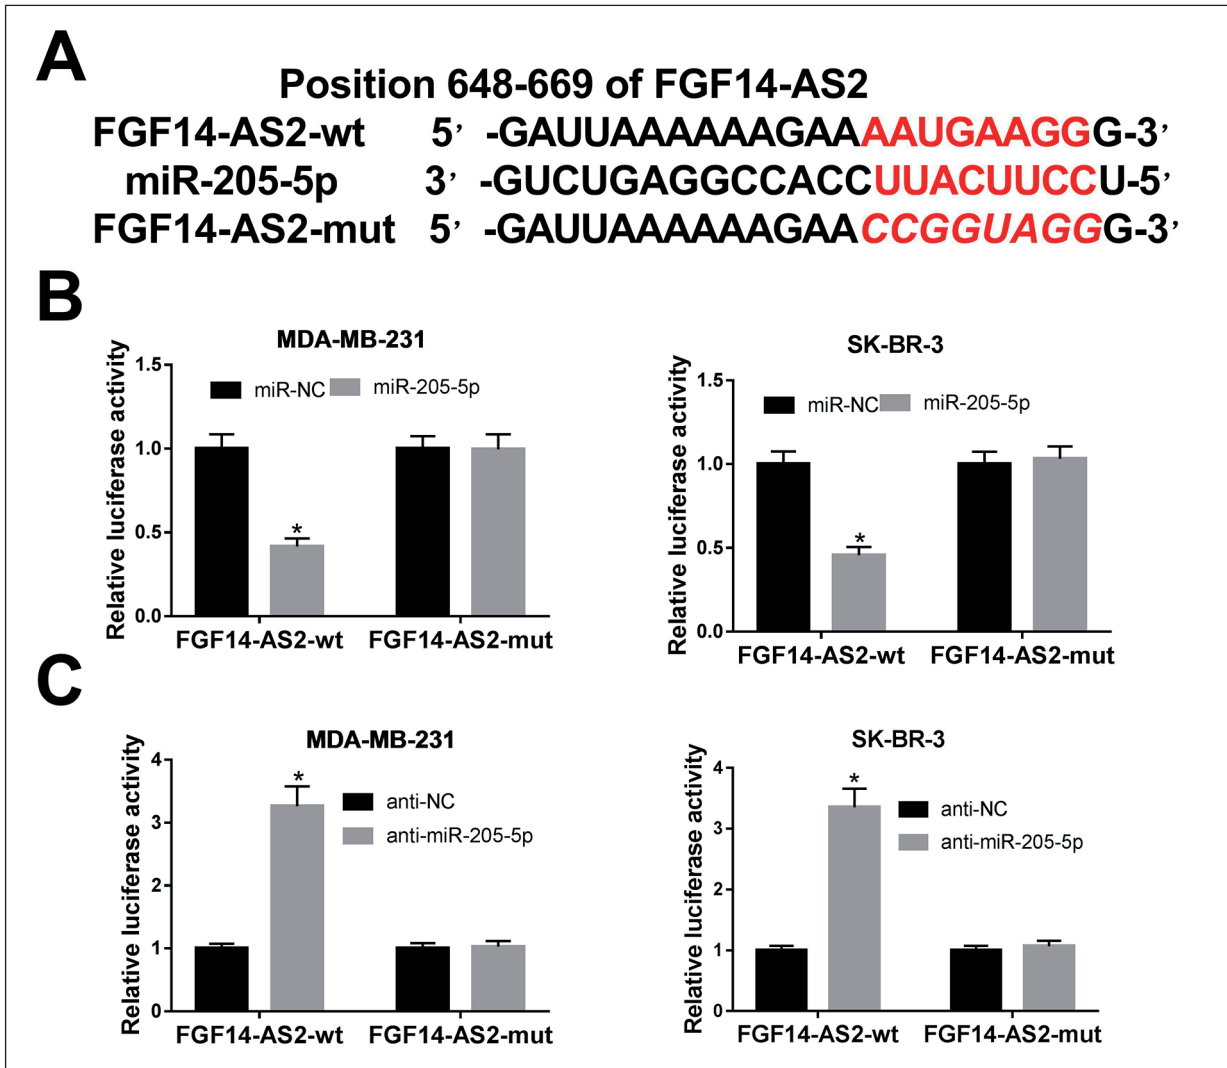 A
Position 648-669 of FGF14-AS2
FGF14-AS2-wt 5’ -GAUUAAAAAAGAAAAUGAAGGG-3’
miR-205-5p 3’ -GUCUGAGGCCACCUUACUUCCU-5’
FGF14-AS2-mut 5’ -GAUUAAAAAAGAACCGGUAGGG-3’
B
MDA-MB-231
Relative luciferase activity
1.5
1.0
0.5
0.0
miR-NC miR-205-5p
*
FGF14-AS2-wt FGF14-AS2-mut
SK-BR-3
Relative luciferase activity
1.5
1.0
0.5
0.0
miR-NC miR-205-5p
*
FGF14-AS2-wt FGF14-AS2-mut
C
MDA-MB-231
Relative luciferase activity
4
3
2
1
0
*
anti-NC
anti-miR-205-5p
FGF14-AS2-wt FGF14-AS2-mut
SK-BR-3
Relative luciferase activity
4
3
2
1
0
*
anti-NC
anti-miR-205-5p
FGF14-AS2-wt FGF14-AS2-mut